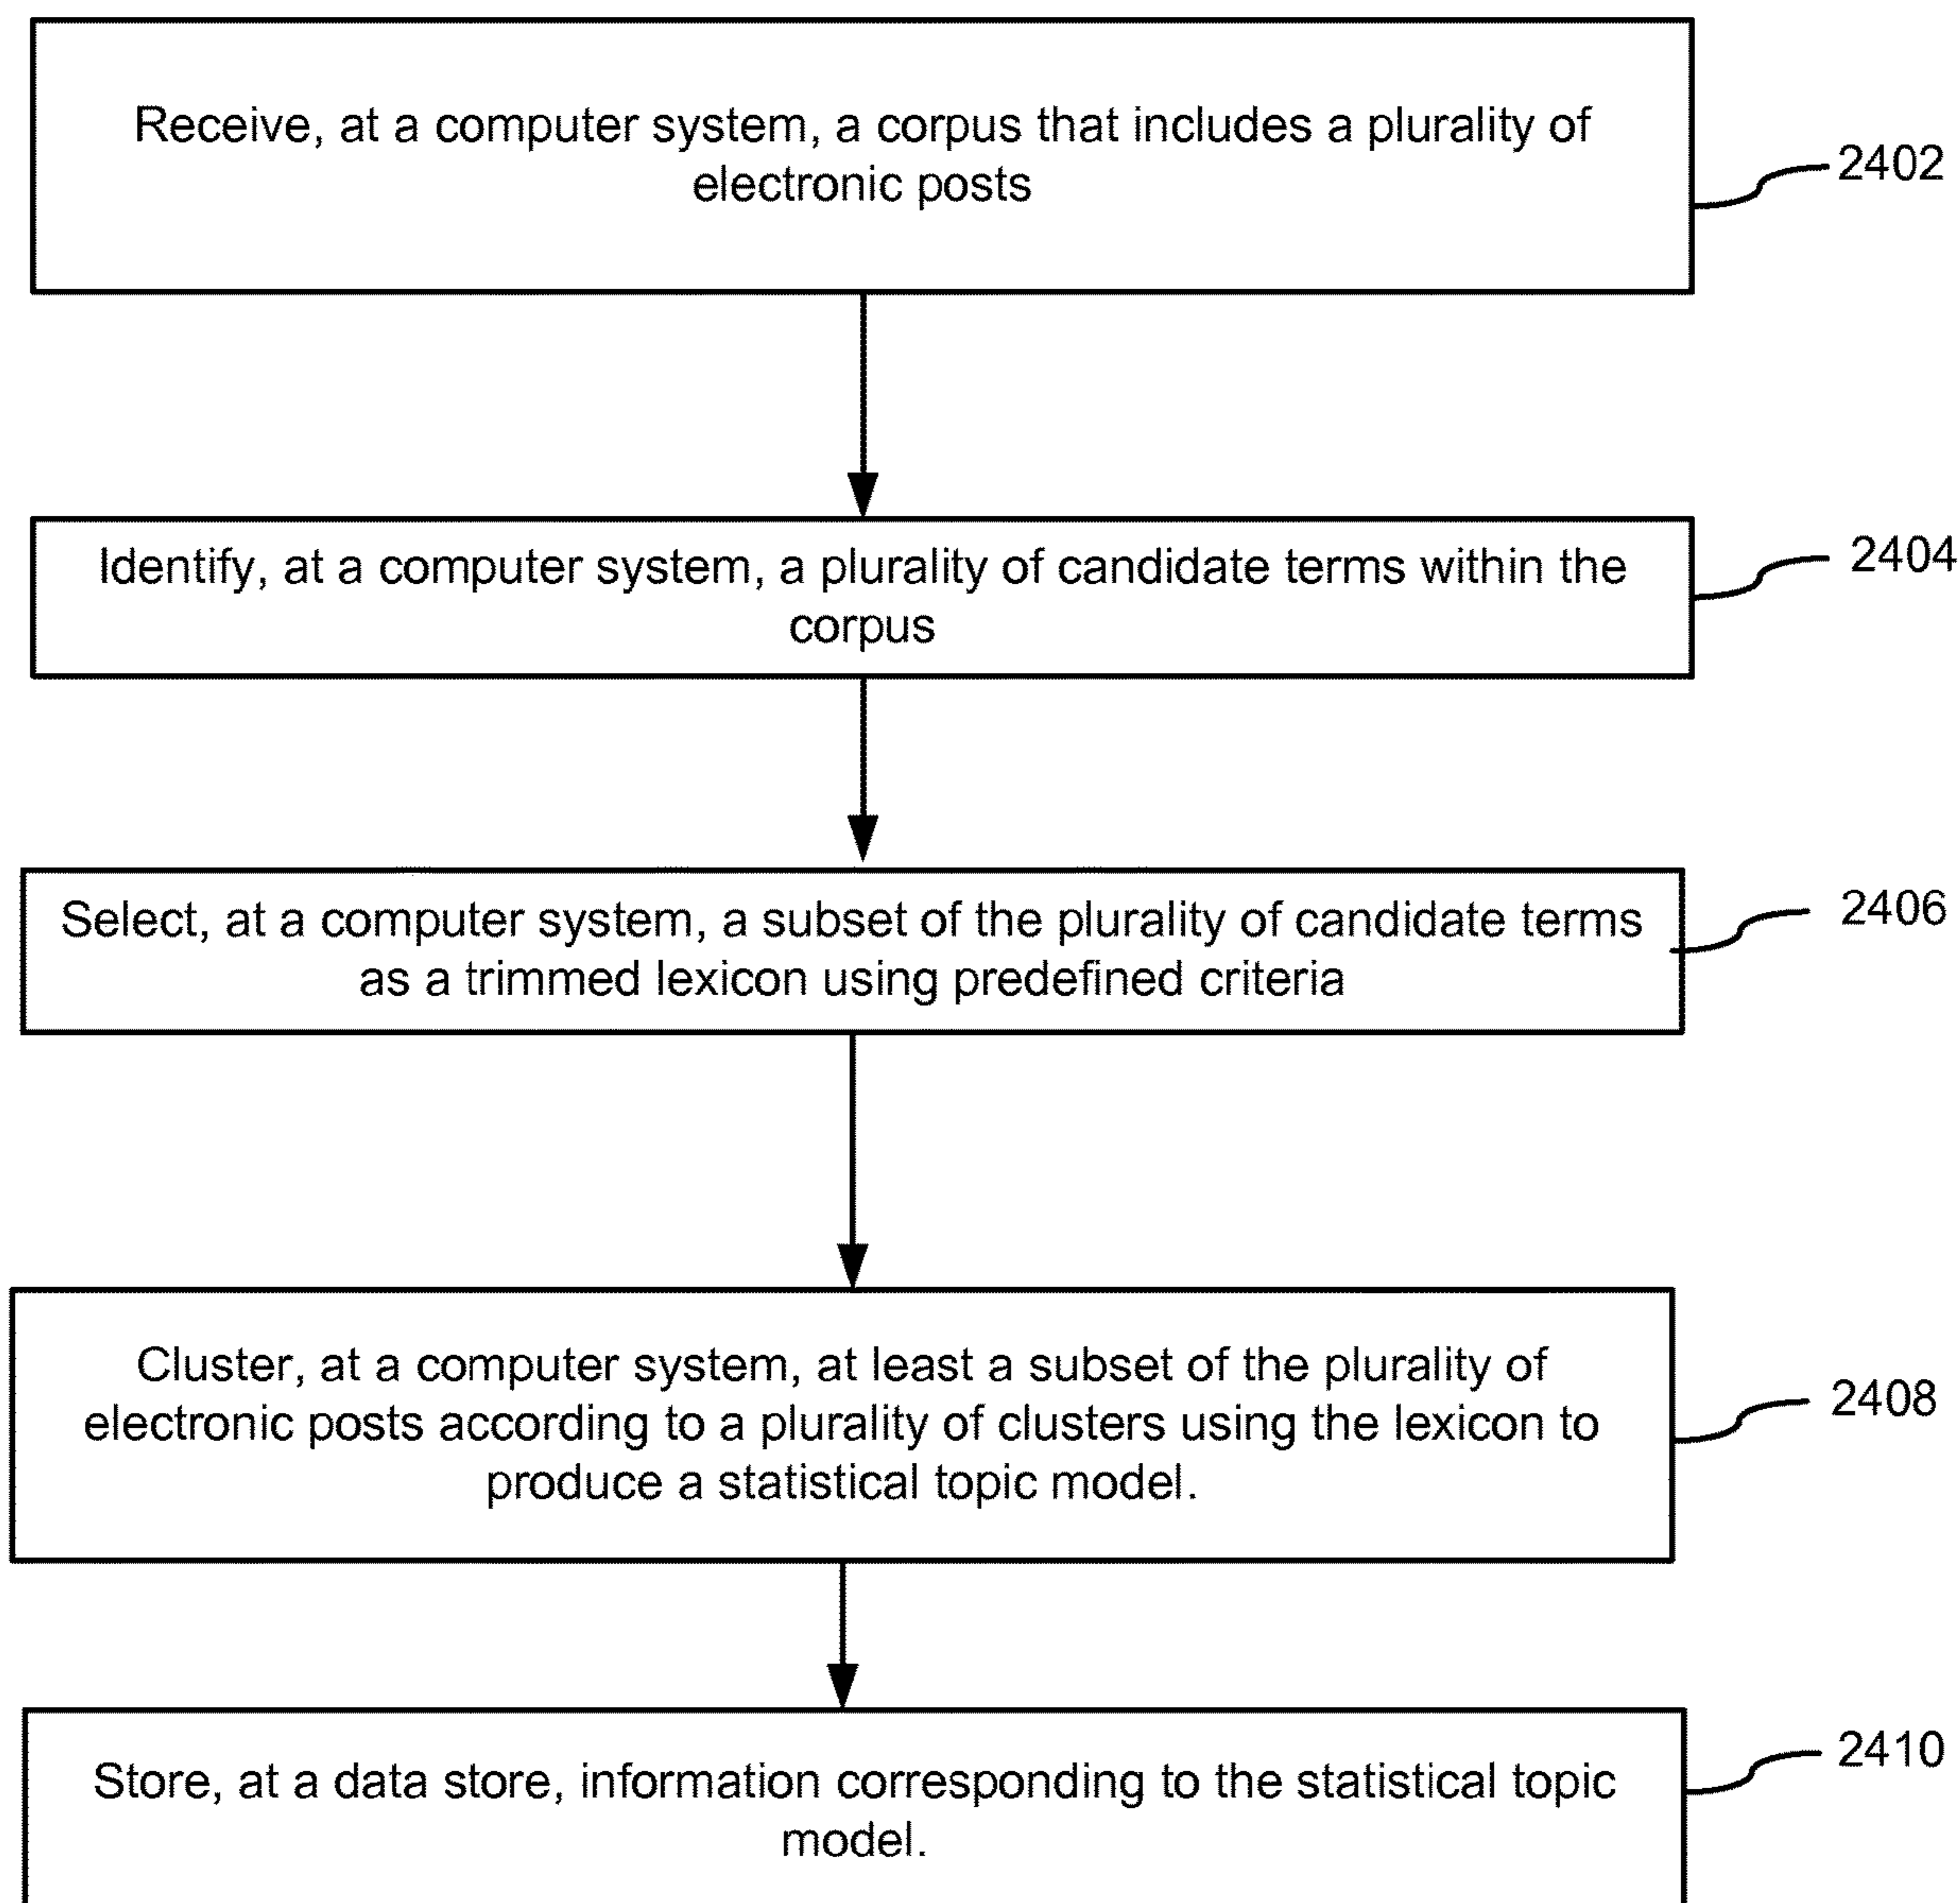 Receive, at a computer system, a corpus that includes a plurality of
electronic posts
2402
Identify, at a computer system, a plurality of candidate terms within the
corpus
2404
Select, at a computer system, a subset of the plurality of candidate terms
as a trimmed lexicon using predefined criteria
2406
Cluster, at a computer system, at least a subset of the plurality of
electronic posts according to a plurality of clusters using the lexicon to
produce a statistical topic model.
2408
Store, at a data store, information corresponding to the statistical topic
model.
2410